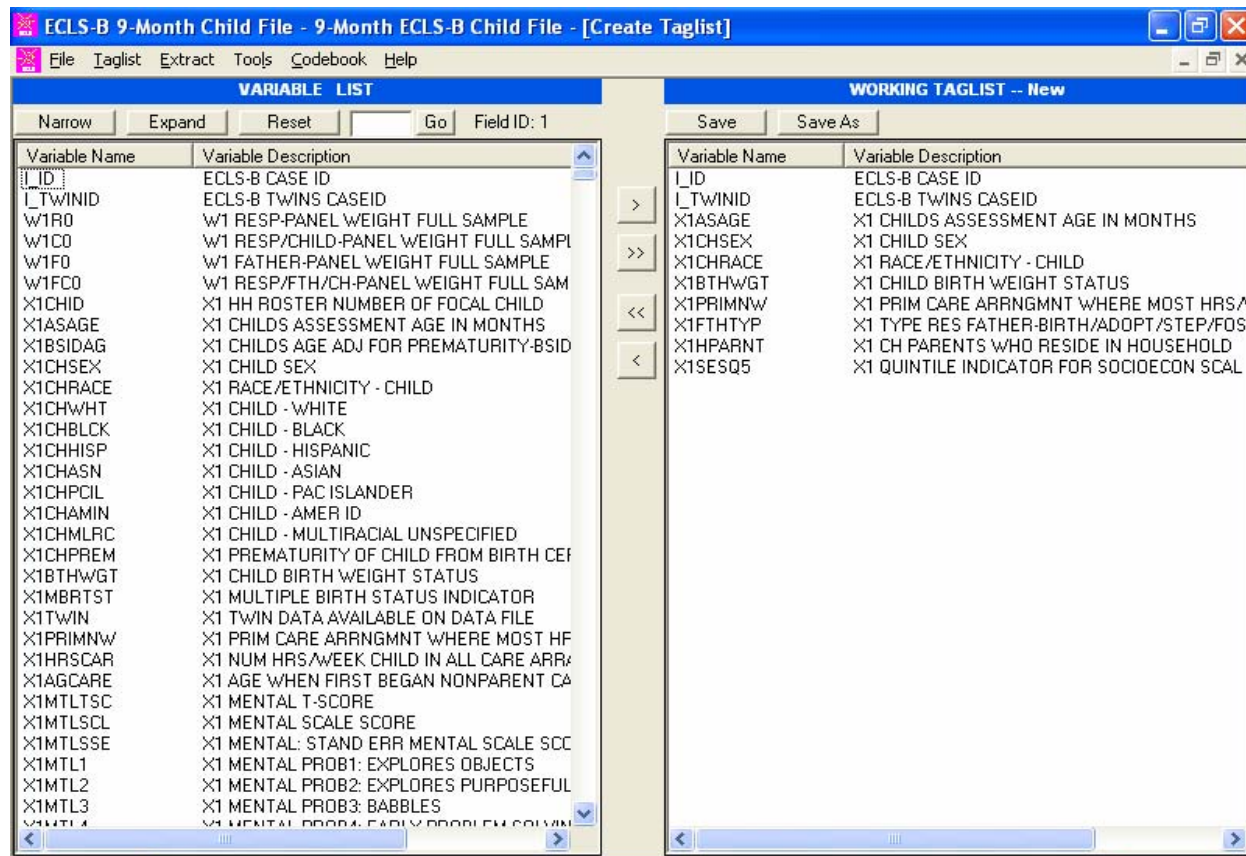 ECLS-B 9-Month Child File - 9-Month ECLS-B Child File - [Create Taglist]
File Taglist Extract Tools Codebook Help
VARIABLE LIST
Narrow Expand Reset Go Field ID: 1
Variable Name Variable Description
I_ID ECLS-B CASE ID
I_TWINID ECLS-B TWINS CASEID
W1R0 W1 RESP-PANEL WEIGHT FULL SAMPLE
W1C0 W1 RESP/CHILD-PANEL WEIGHT FULL SAMPL
W1F0 W1 FATHER-PANEL WEIGHT FULL SAMPLE
W1FC0 W1 RESP/FTH/CH-PANEL WEIGHT FULL SAM
X1CHID X1 HH ROSTER NUMBER OF FOCAL CHILD
X1ASAGE X1 CHILDS ASSESSMENT AGE IN MONTHS
X1BSIDAG X1 CHILDS AGE ADJ FOR PREMATURITY-BSID
X1CHSEX X1 CHILD SEX
X1CHRACE X1 RACE/ETHNICITY - CHILD
X1CHWHT X1 CHILD - WHITE
X1CHBLCK X1 CHILD - BLACK
X1CHHISP X1 CHILD - HISPANIC
X1CHASN X1 CHILD - ASIAN
X1CHPCIL X1 CHILD - PAC ISLANDER
X1CHAMIN X1 CHILD - AMER ID
X1CHMLRC X1 CHILD - MULTIRACIAL UNSPECIFIED
X1CHPREM X1 PREMATURITY OF CHILD FROM BIRTH CER
X1BTHWGT X1 CHILD BIRTH WEIGHT STATUS
X1MBRTST X1 MULTIPLE BIRTH STATUS INDICATOR
X1TWIN X1 TWIN DATA AVAILABLE ON DATA FILE
X1PRIMNW X1 PRIM CARE ARRNGMNT WHERE MOST HR
X1HRSCAR X1 NUM HRS/WEEK CHILD IN ALL CARE ARRA
X1AGCARE X1 AGE WHEN FIRST BEGAN NONPARENT CA
X1MTLTSC X1 MENTAL T-SCORE
X1MTLSCL X1 MENTAL SCALE SCORE
X1MTLSSE X1 MENTAL: STAND ERR MENTAL SCALE SCO
X1MTL1 X1 MENTAL PROB1: EXPLORES OBJECTS
X1MTL2 X1 MENTAL PROB2: EXPLORES PURPOSEFUL
X1MTL3 X1 MENTAL PROB3: BABBLES
X1MTL4 X1 MENTAL PROB4: EARLY PROBLEM SOLVIN
>
>>
<<
<
WORKING TAGLIST -- New
Save Save As
Variable Name Variable Description
I_ID ECLS-B CASE ID
I_TWINID ECLS-B TWINS CASEID
X1ASAGE X1 CHILDS ASSESSMENT AGE IN MONTHS
X1CHSEX X1 CHILD SEX
X1CHRACE X1 RACE/ETHNICITY - CHILD
X1BTHWGT X1 CHILD BIRTH WEIGHT STATUS
X1PRIMNW X1 PRIM CARE ARRNGMNT WHERE MOST HRS/
X1FTHTYP X1 TYPE RES FATHER-BIRTH/ADOPT/STEP/FOS
X1HPARNT X1 CH PARENTS WHO RESIDE IN HOUSEHOLD
X1SESQ5 X1 QUINTILE INDICATOR FOR SOCIOECON SCAL